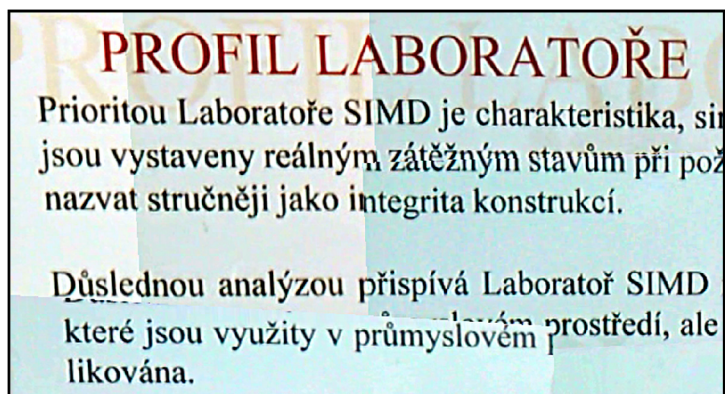 PROFIL LABORATOŘE
Prioritou Laboratoře SIMD je charakteristika,
jsou vystaveny reálným zátěžným stavům při
nazvat stručněji jako integrita konstrukcí.
Důslednou analýzou přispívá Laboratoř SIMD
které jsou využity v průmyslovém prostředí, ale
likována.